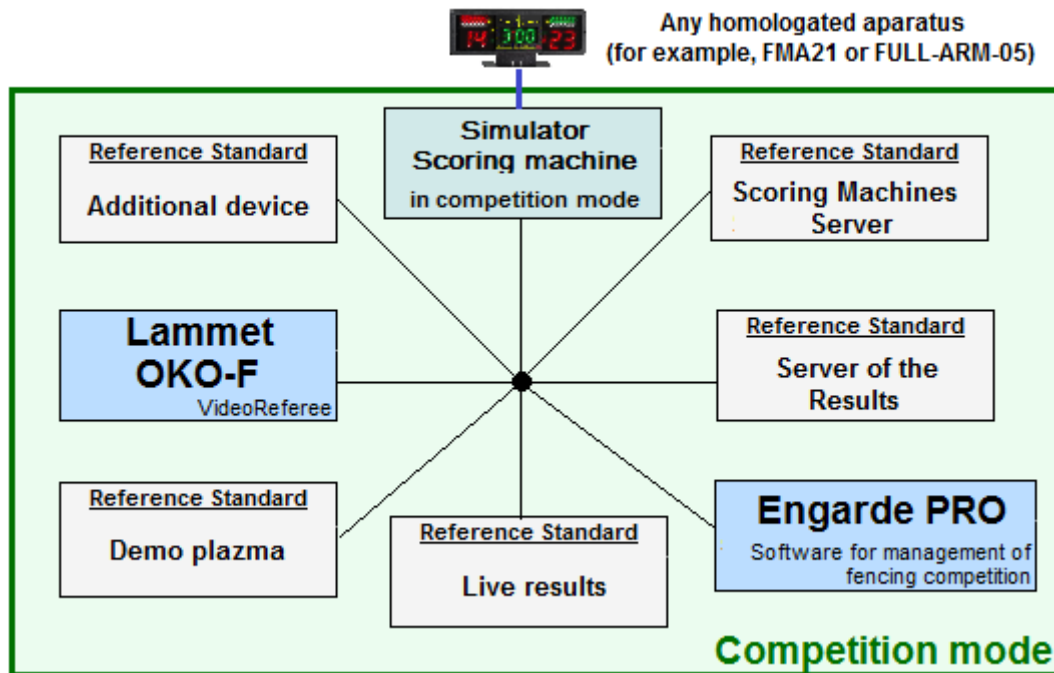 14 3:00 23
Any homologated aparatus
(for example, FMA21 or FULL-ARM-05)
Simulator
Scoring machine
in competition mode
Reference Standard
Additional device
Reference Standard
Scoring Machines
Server
Lammet
OKO-F
VideoReferee
Reference Standard
Server of the
Results
Reference Standard
Demo plazma
Reference Standard
Live results
Engarde PRO
Software for management of
fencing competition
Competition mode